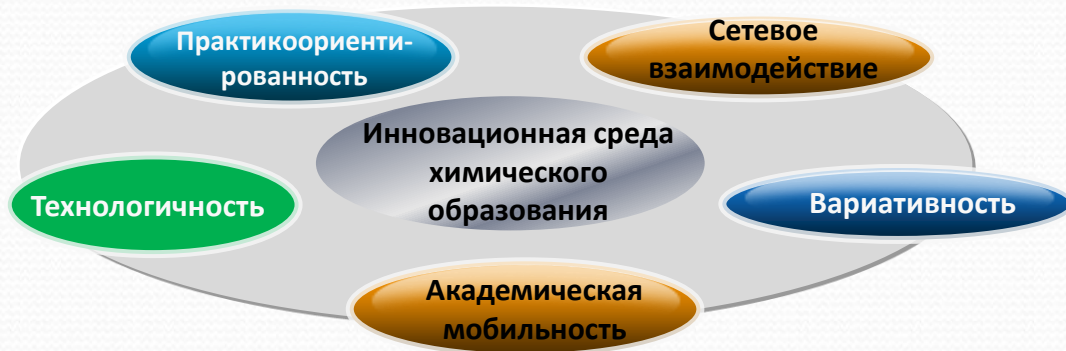 Практикоориенти-
рованность
Сетевое
взаимодействие
Инновационная среда
химического
образования
Технологичность
Вариативность
Академическая
мобильность